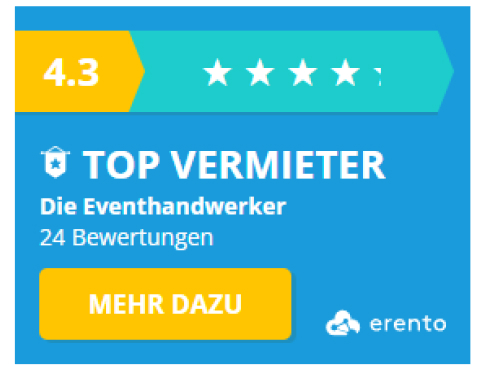 4.3
TOP VERMIETER
Die Eventhandwerker
24 Bewertungen
MEHR DAZU
erento